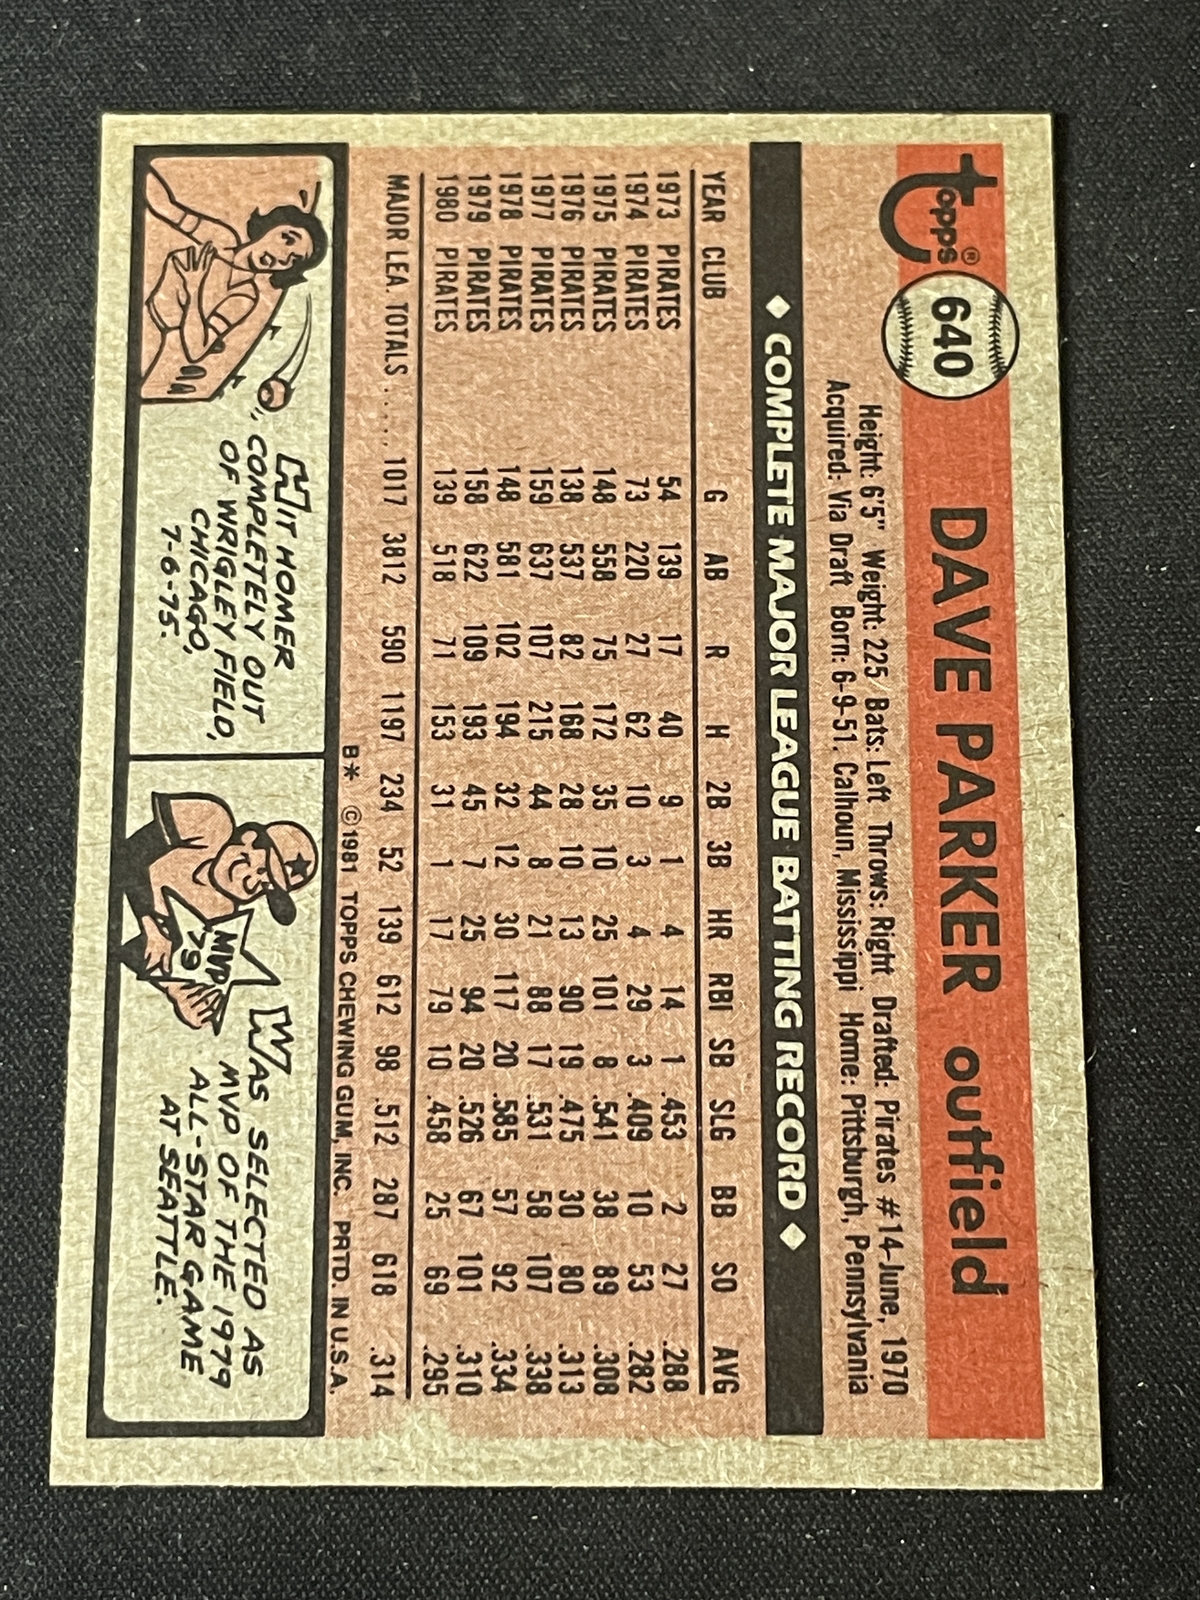 Topps®
640
DAVE PARKER outfield
Height: 6'5" Weight: 225 Bats: Left Throws: Right Drafted: Pirates #14-June, 1970
Acquired: Via Draft Born: 6-9-51, Calhoun, Mississippi Home: Pittsburgh, Pennsylvania
◆ COMPLETE MAJOR LEAGUE BATTING RECORD ◆
YEAR CLUB G AB R H 2B 3B HR RBI SB SLG BB SO AVG
1973 PIRATES 54 139 17 40 9 1 4 14 1 .453 2 27 .288
1974 PIRATES 73 220 27 62 10 3 4 29 3 .409 10 53 .282
1975 PIRATES 148 558 75 172 35 10 25 101 8 .541 38 89 .308
1976 PIRATES 138 537 82 168 28 10 13 90 19 .475 30 80 .313
1977 PIRATES 159 637 107 215 44 8 21 88 17 .531 58 107 .338
1978 PIRATES 148 581 102 194 32 12 30 117 20 .585 57 92 .334
1979 PIRATES 158 622 109 193 45 7 25 94 20 .526 67 101 .310
1980 PIRATES 139 518 71 153 31 1 17 79 10 .458 25 69 .295
MAJOR LEA. TOTALS ...... 1017 3812 590 1197 234 52 139 612 98 .512 287 618 .314
B* © 1981 TOPPS CHEWING GUM, INC. PRTD. IN U.S.A.
HIT HOMER
COMPLETELY OUT
OF WRIGLEY FIELD,
CHICAGO,
7-6-75.
MVP
79
WAS SELECTED AS
MVP OF THE 1979
ALL-STAR GAME
AT SEATTLE.